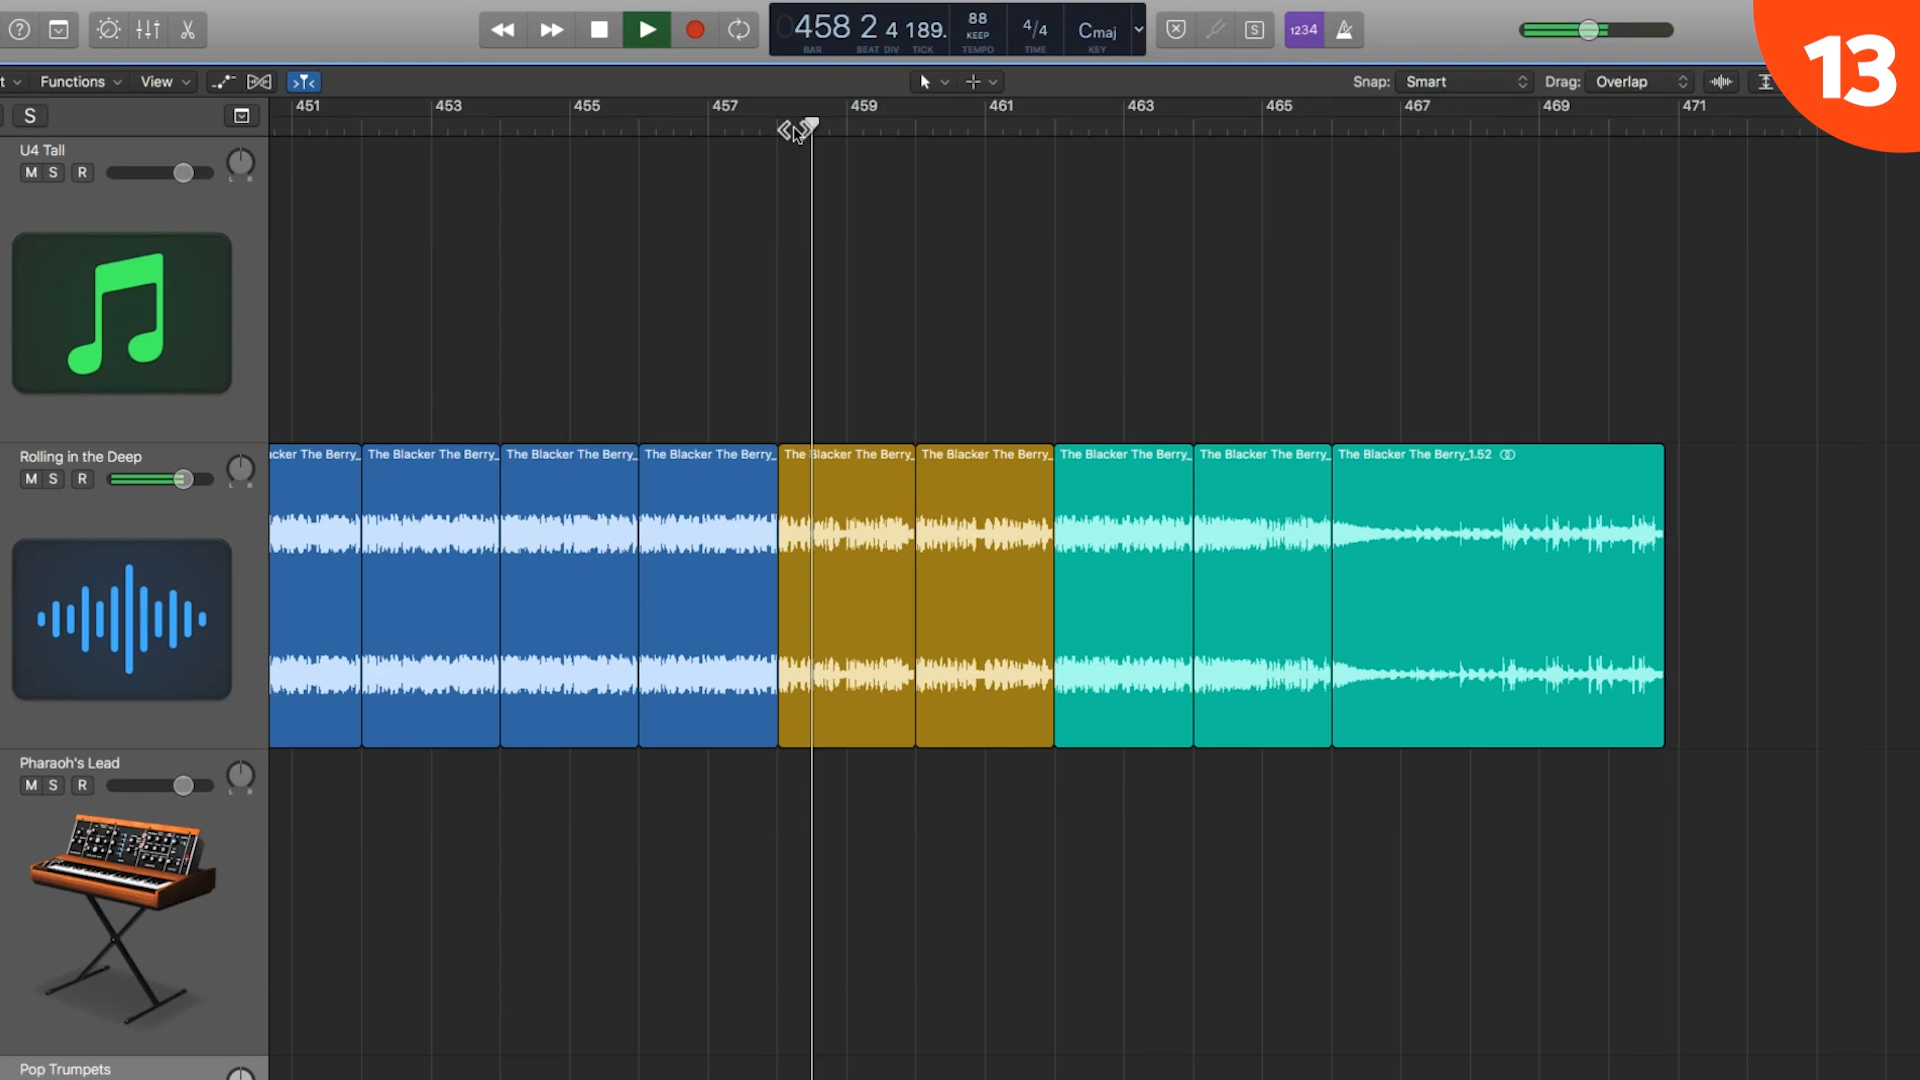 458 2 4 189.
BAR BEAT DIV TICK
88
KEEP
TEMPO
4/4
TIME
Cmaj
KEY
S
1234
13
t Functions View
Snap: Smart Drag: Overlap
S
451 453 455 457 459 461 463 465 467 469 471
U4 Tall
M S R
L R
Rolling in the Deep
M S R
L R
acker The Berry_ The Blacker The Berry_ The Blacker The Berry_ The Blacker The Berry_ The Blacker The Berry_ The Blacker The Berry_ The Blacker The Berry_ The Blacker The Berry_ The Blacker The Berry_1.52
Pharaoh's Lead
M S R
L R
Pop Trumpets